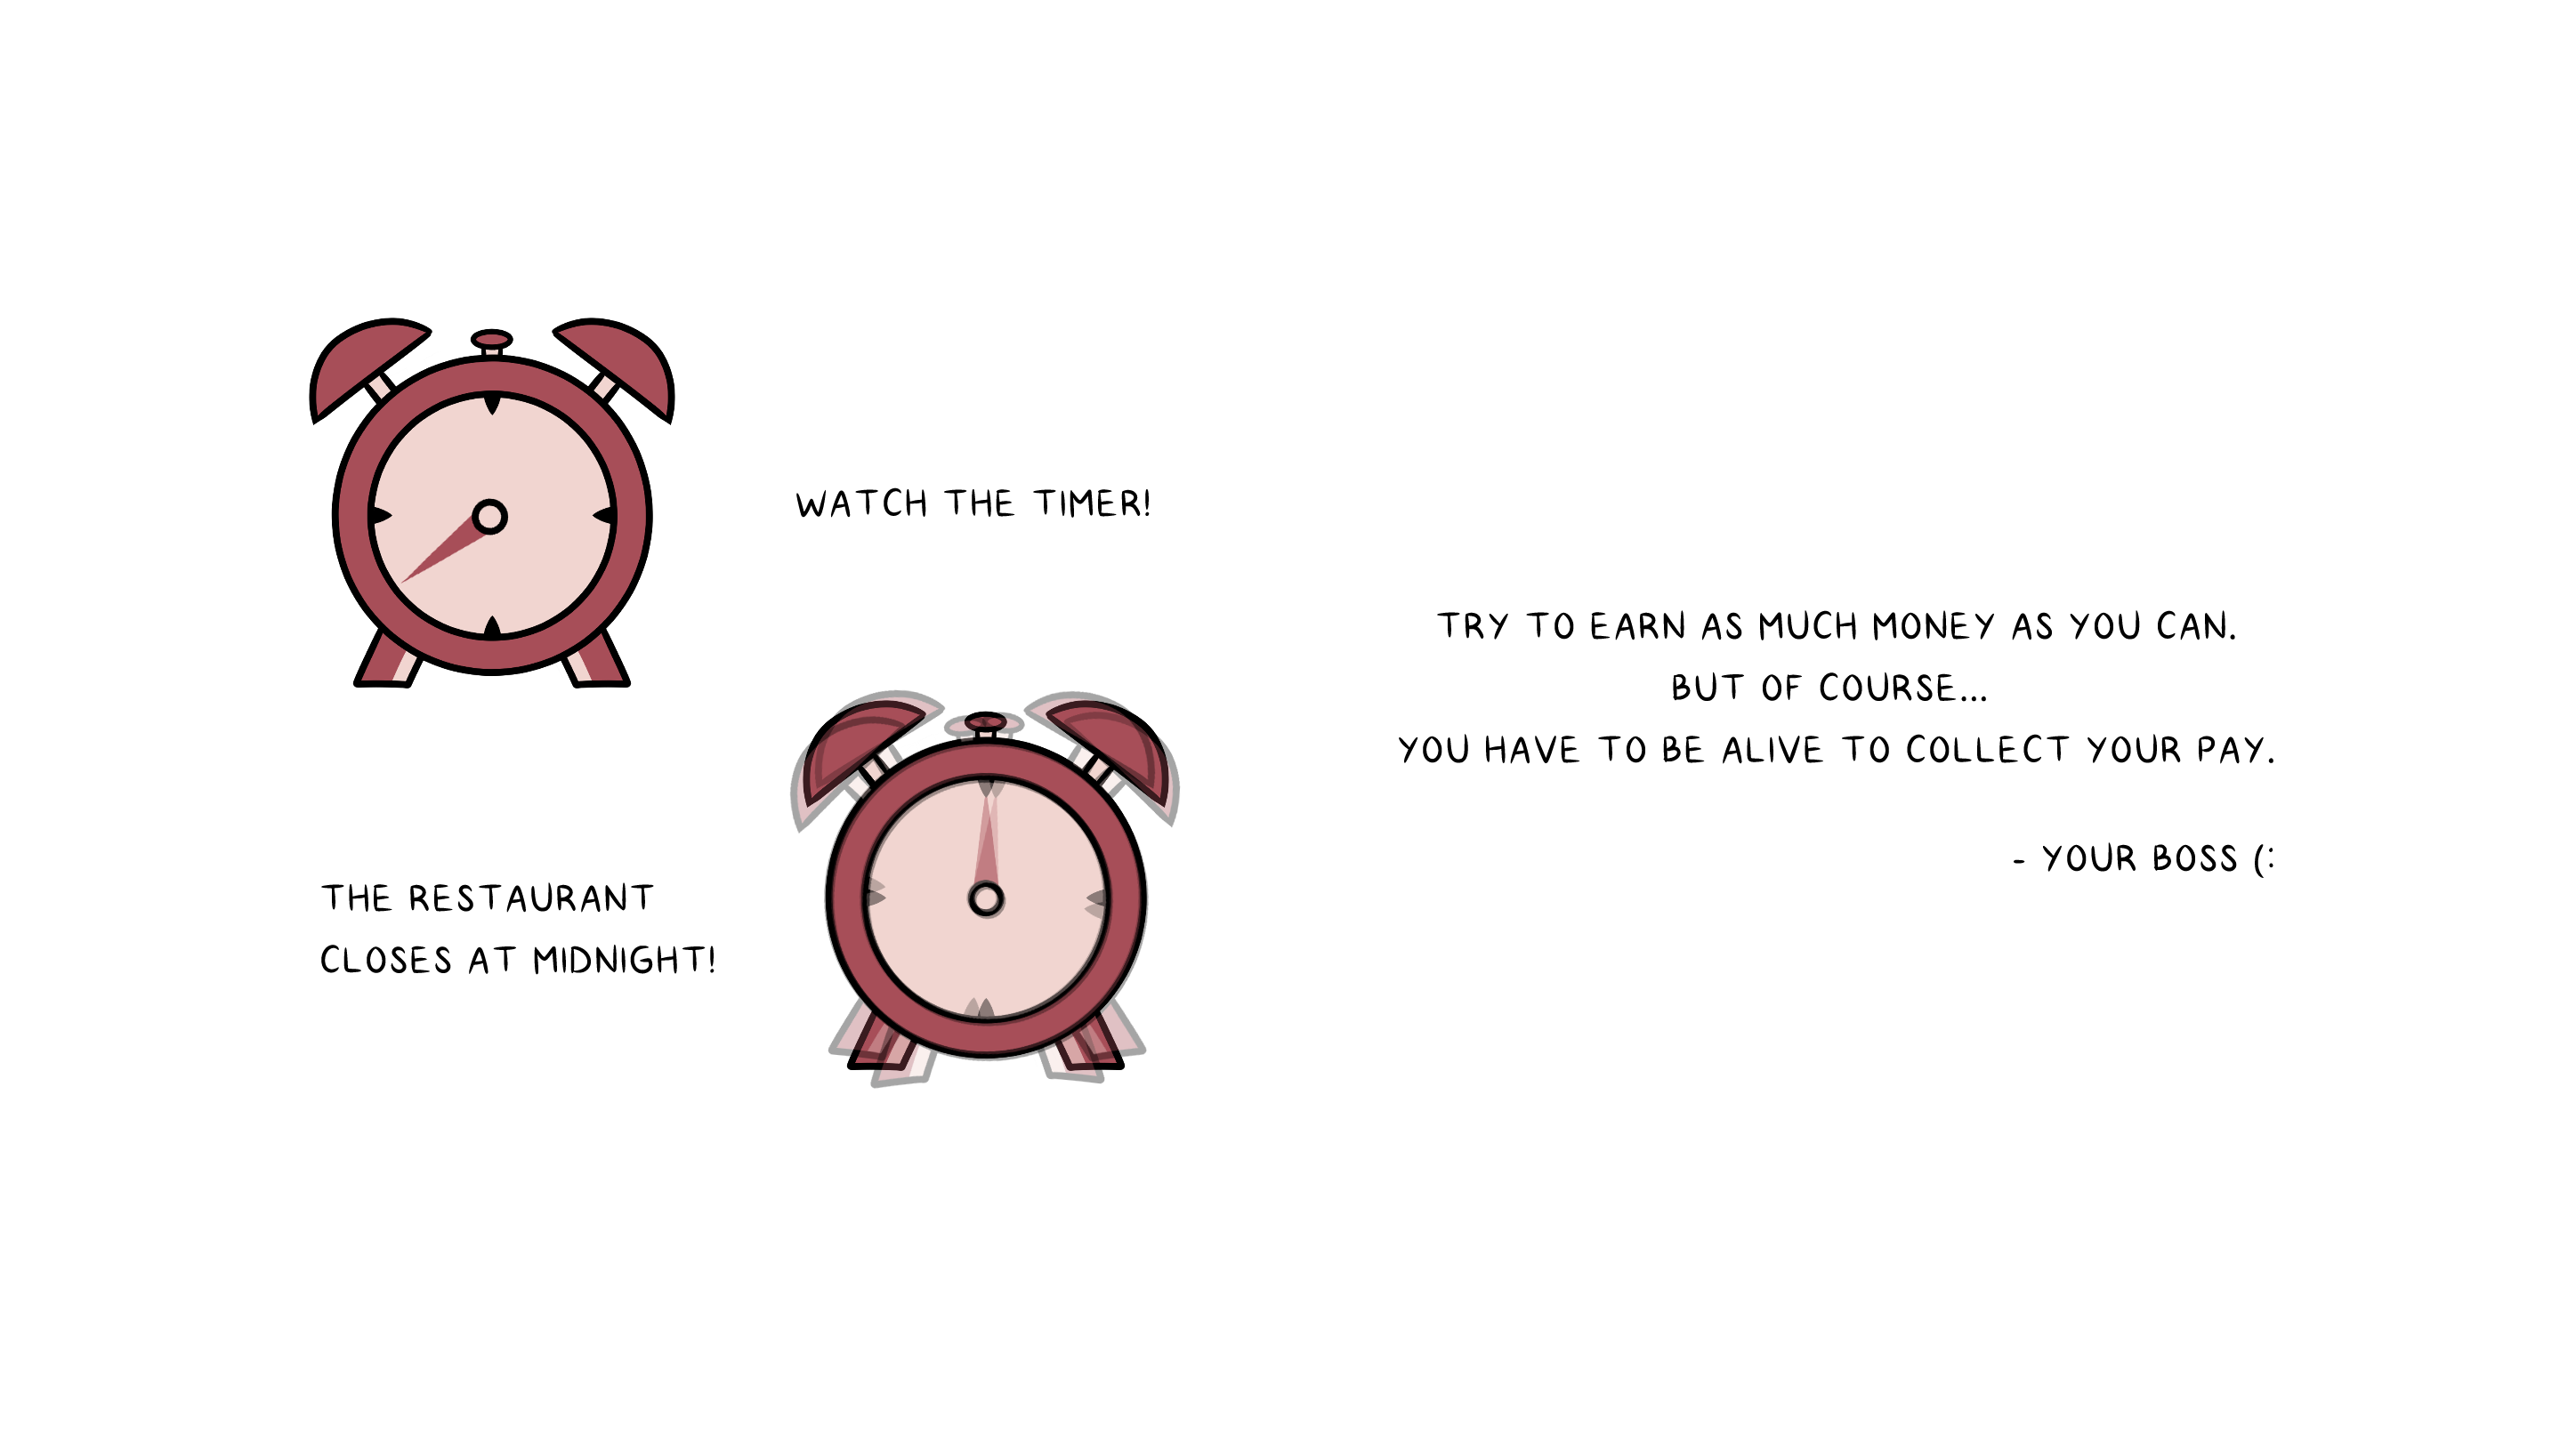 WATCH THE TIMER!
THE RESTAURANT
CLOSES AT MIDNIGHT!
TRY TO EARN AS MUCH MONEY AS YOU CAN.
BUT OF COURSE...
YOU HAVE TO BE ALIVE TO COLLECT YOUR PAY.
- YOUR BOSS (: